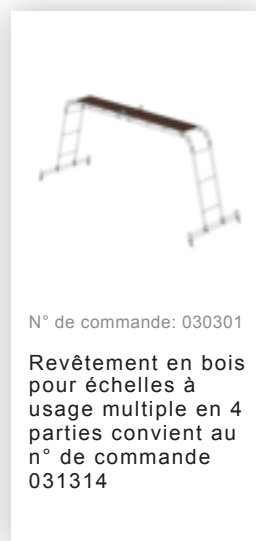 N° de commande: 030301
Revêtement en bois
pour échelles à
usage multiple en 4
parties convient au
n° de commande
031314